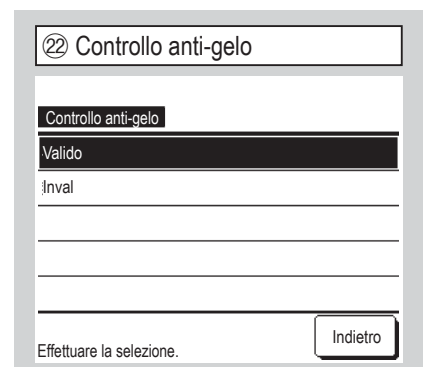 ㉒ Controllo anti-gelo
Controllo anti-gelo
Valido
Inval
Effettuare la selezione.
Indietro